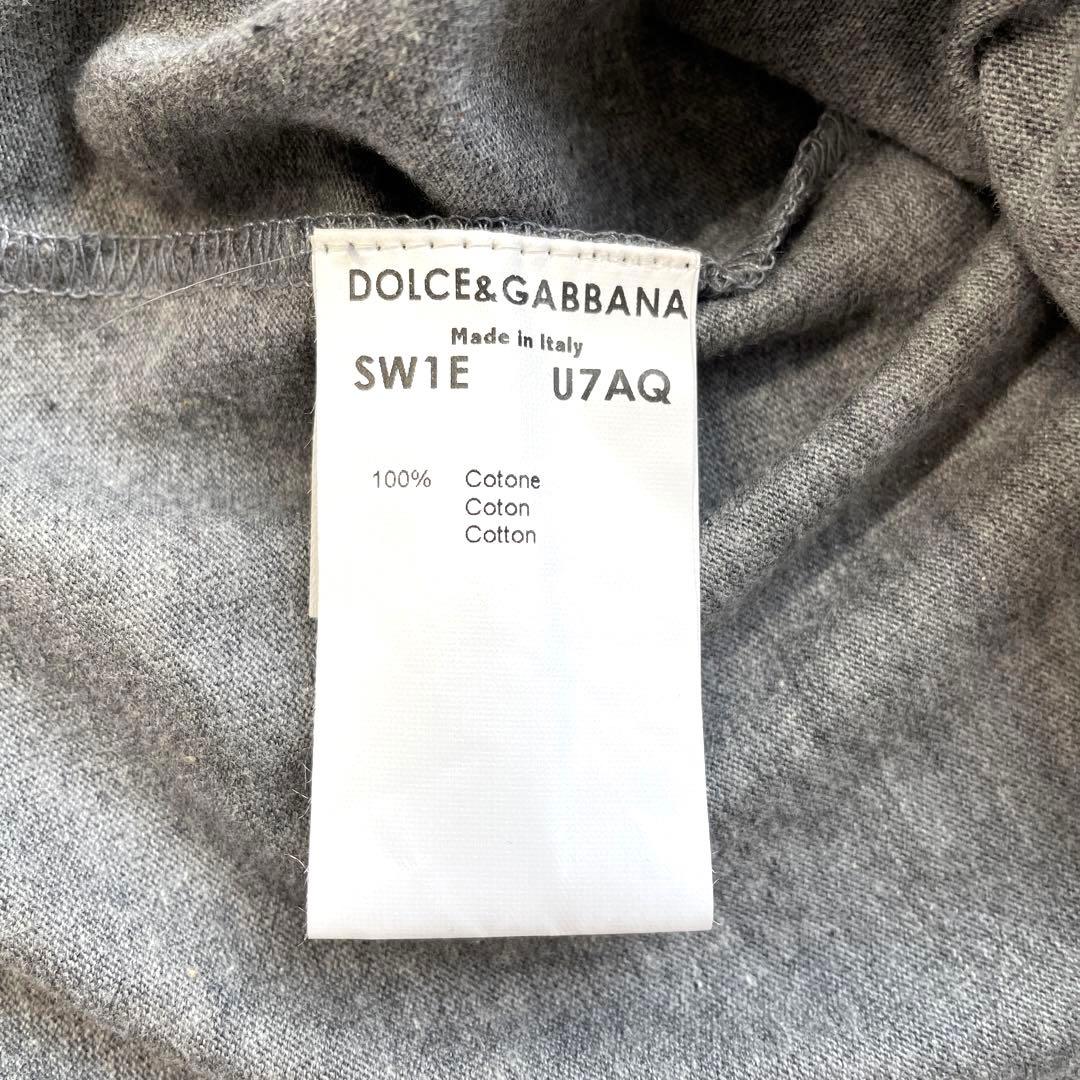 DOLCE&GABBANA
Made in Italy
SW1E U7AQ
100% Cotone
Coton
Cotton